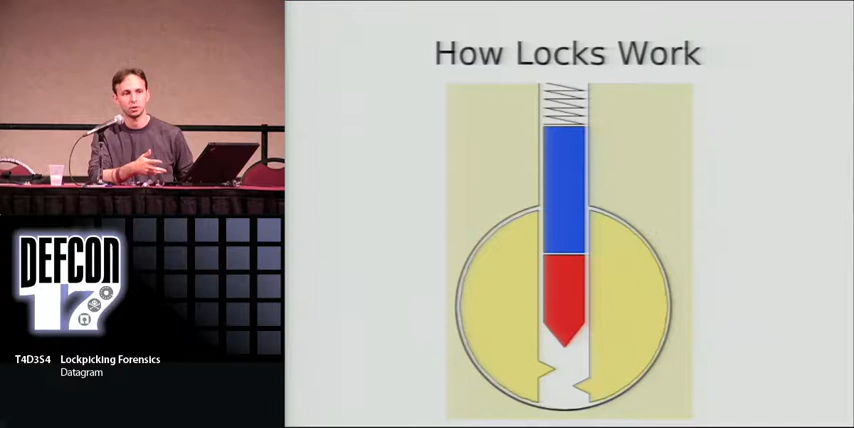 How Locks Work
DEFCON
17
T4D3S4 Lockpicking Forensics
Datagram